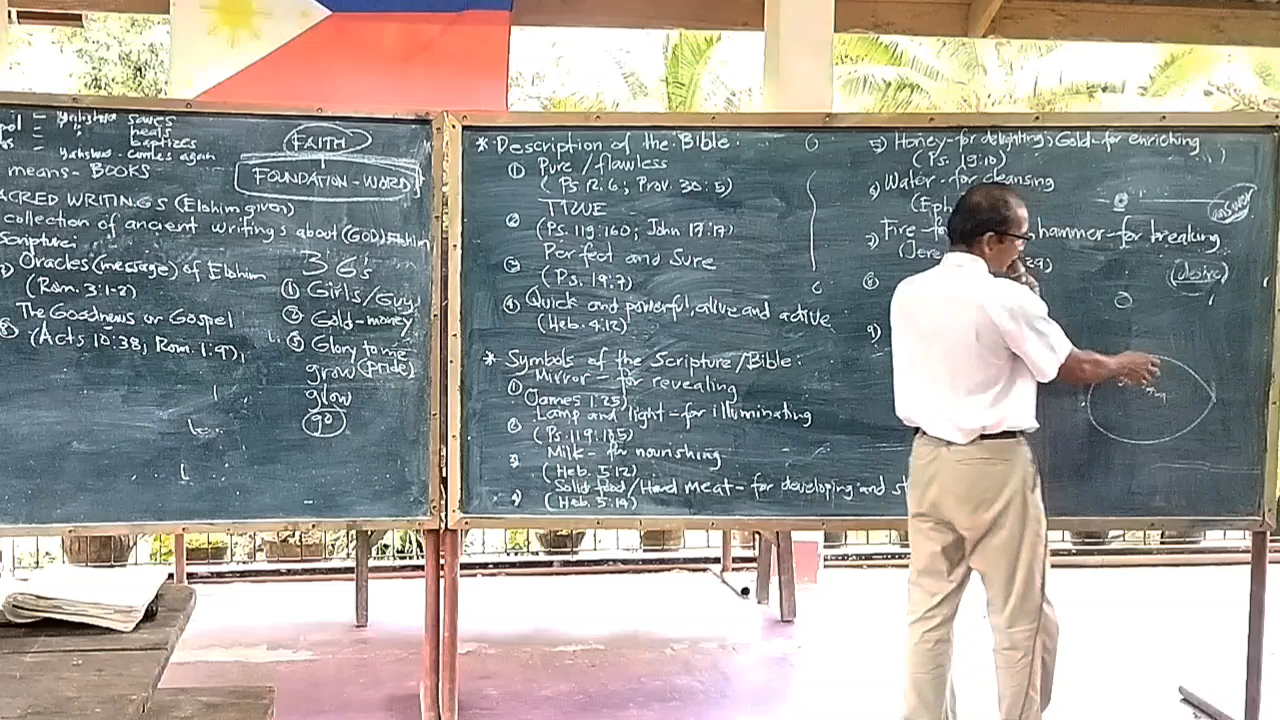 Yahshua saves
" heals
baptizes
Yahshua - comes again
means - BOOKS
FAITH
FOUNDATION - WORD
ACRED WRITINGS (Elohim given)
collection of ancient writings about (GOD) Elohim
Scripture:
Oracles (message) of Elohim
(Rom. 3:1-2)
The Goodnews or Gospel
(Acts 10:38; Rom. 1:9),
3 G's
① Girls/Guy
② Gold-money
③ Glory to me
(pride)
grow
glow
go
* Description of the Bible:
① Pure / flawless
(Ps 12:6; Prov. 30:5)
TRUE
② (Ps. 119:160; John 17:17)
Perfect and Sure
③ (Ps. 19:7)
④ Quick and powerful, alive and active
(Heb. 4:12)
* Symbols of the Scripture/Bible:
① Mirror - for revealing
(James 1:25)
Lamp and light - for illuminating
② (Ps. 119:105)
3) Milk - for nourishing
(Heb. 5:12)
Solid food / Hard meat - for developing and st
4) (Heb. 5:14)
5) Honey - for delighting; Gold - for enriching
(Ps. 19:10)
6) Water - for cleansing
(Eph
answer
7) Fire - fo hammer - for breaking
(Jere 29)
(desire)
⑧
9)